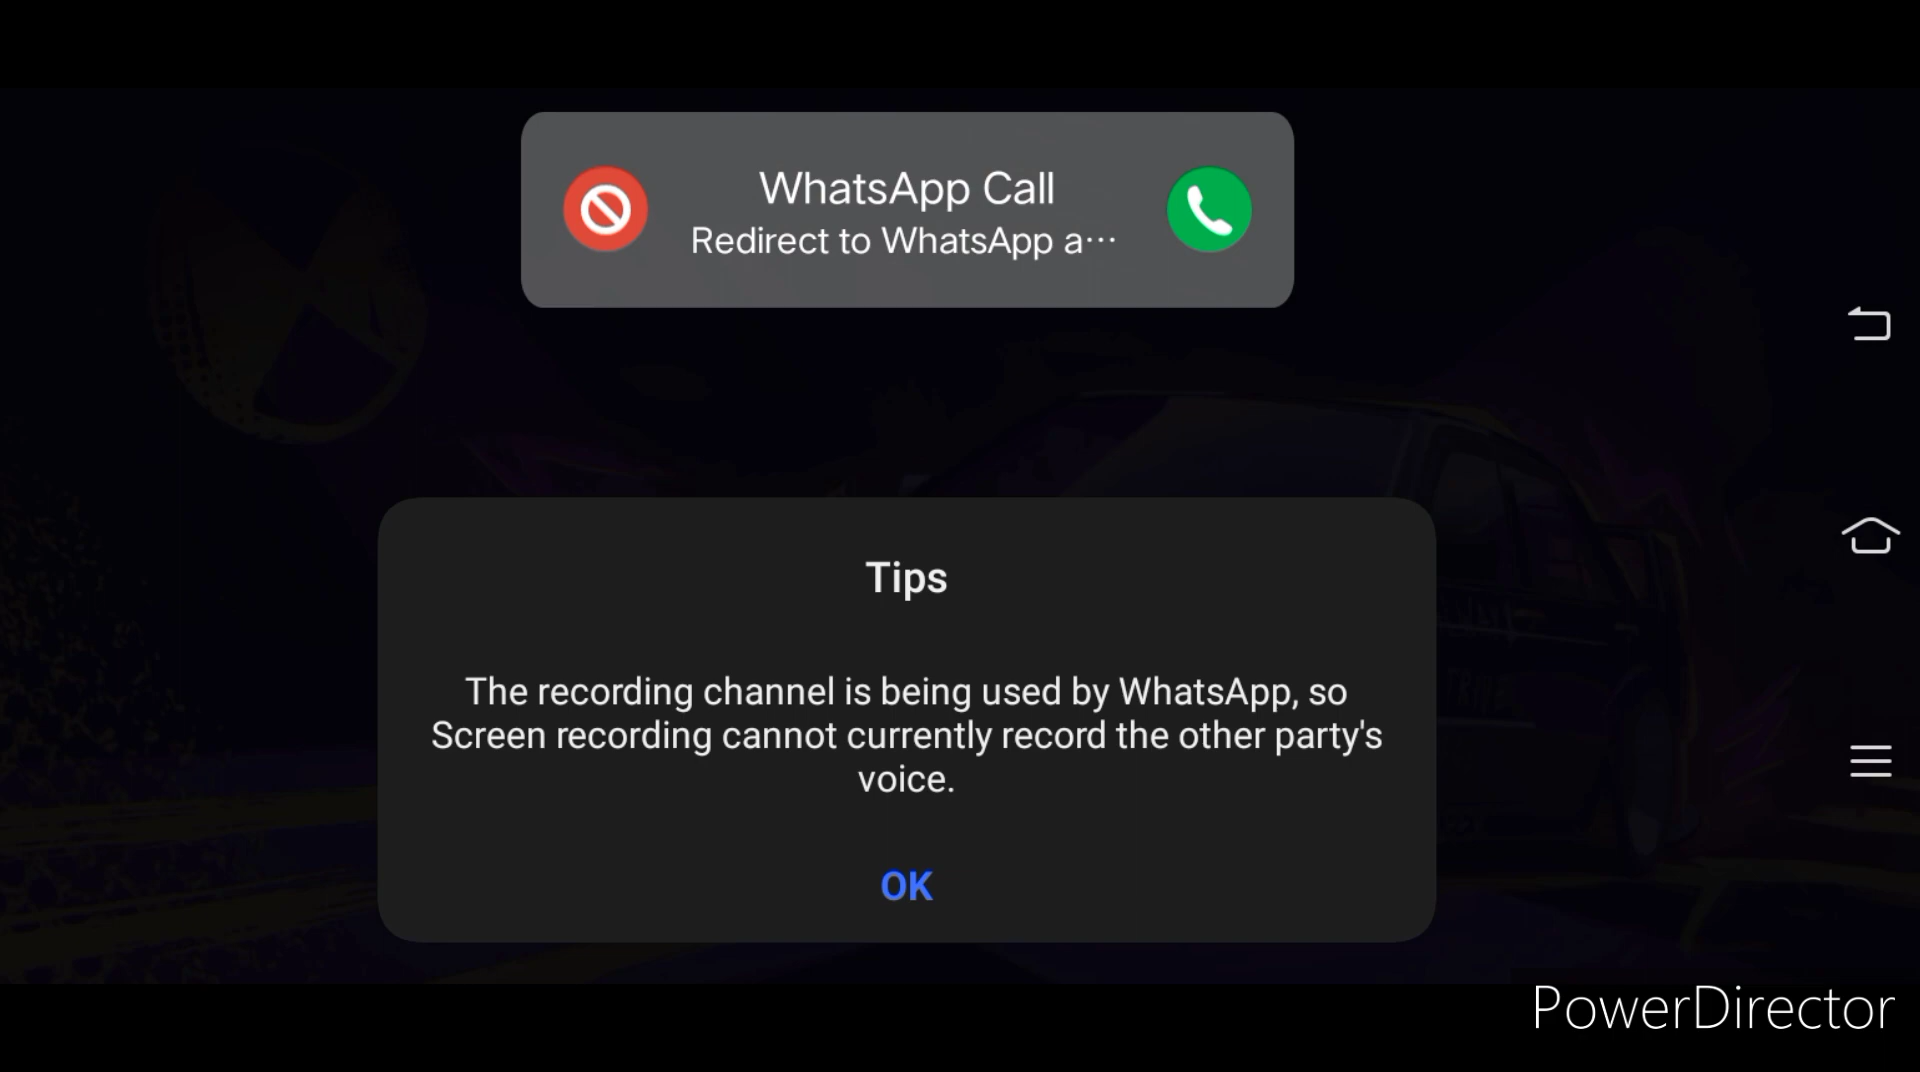 WhatsApp Call
Redirect to WhatsApp a···
Tips
The recording channel is being used by WhatsApp, so
Screen recording cannot currently record the other party's
voice.
OK
PowerDirector